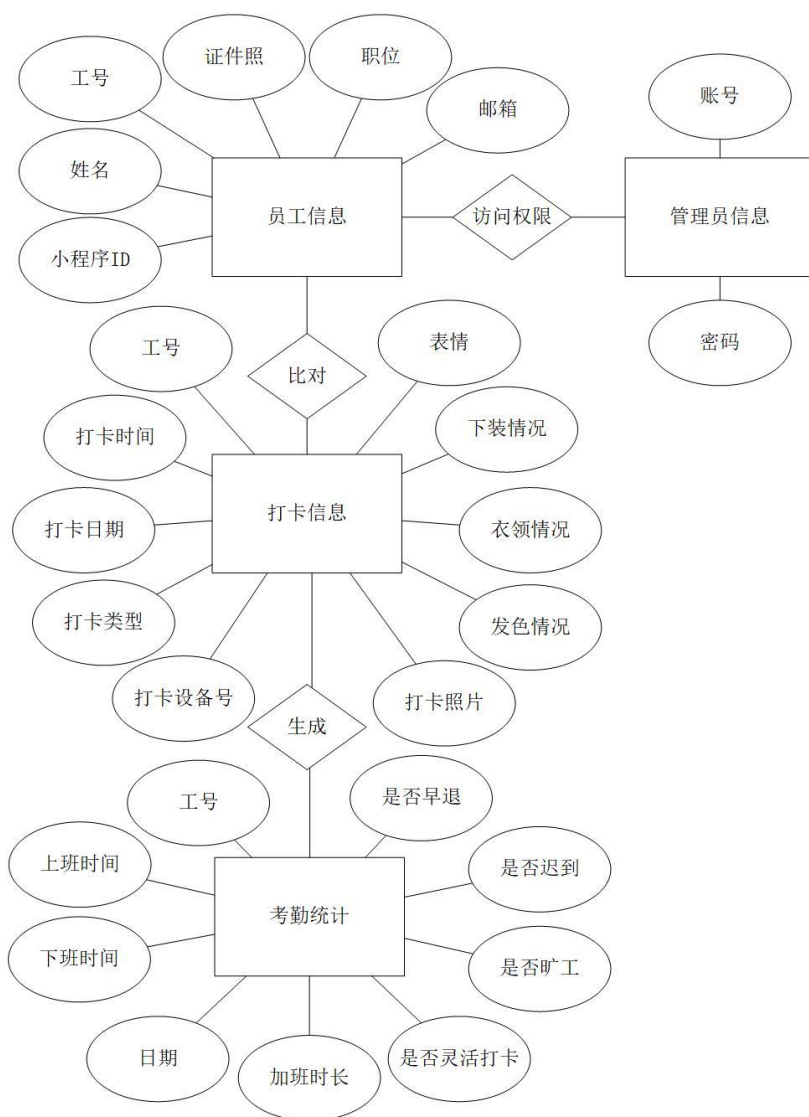 工号
证件照
职位
邮箱
账号
姓名
小程序ID
员工信息
访问权限
管理员信息
密码
工号
比对
表情
打卡时间
下装情况
打卡信息
打卡日期
衣领情况
打卡类型
发色情况
打卡设备号
打卡照片
生成
工号
是否早退
上班时间
是否迟到
考勤统计
下班时间
是否旷工
日期
加班时长
是否灵活打卡